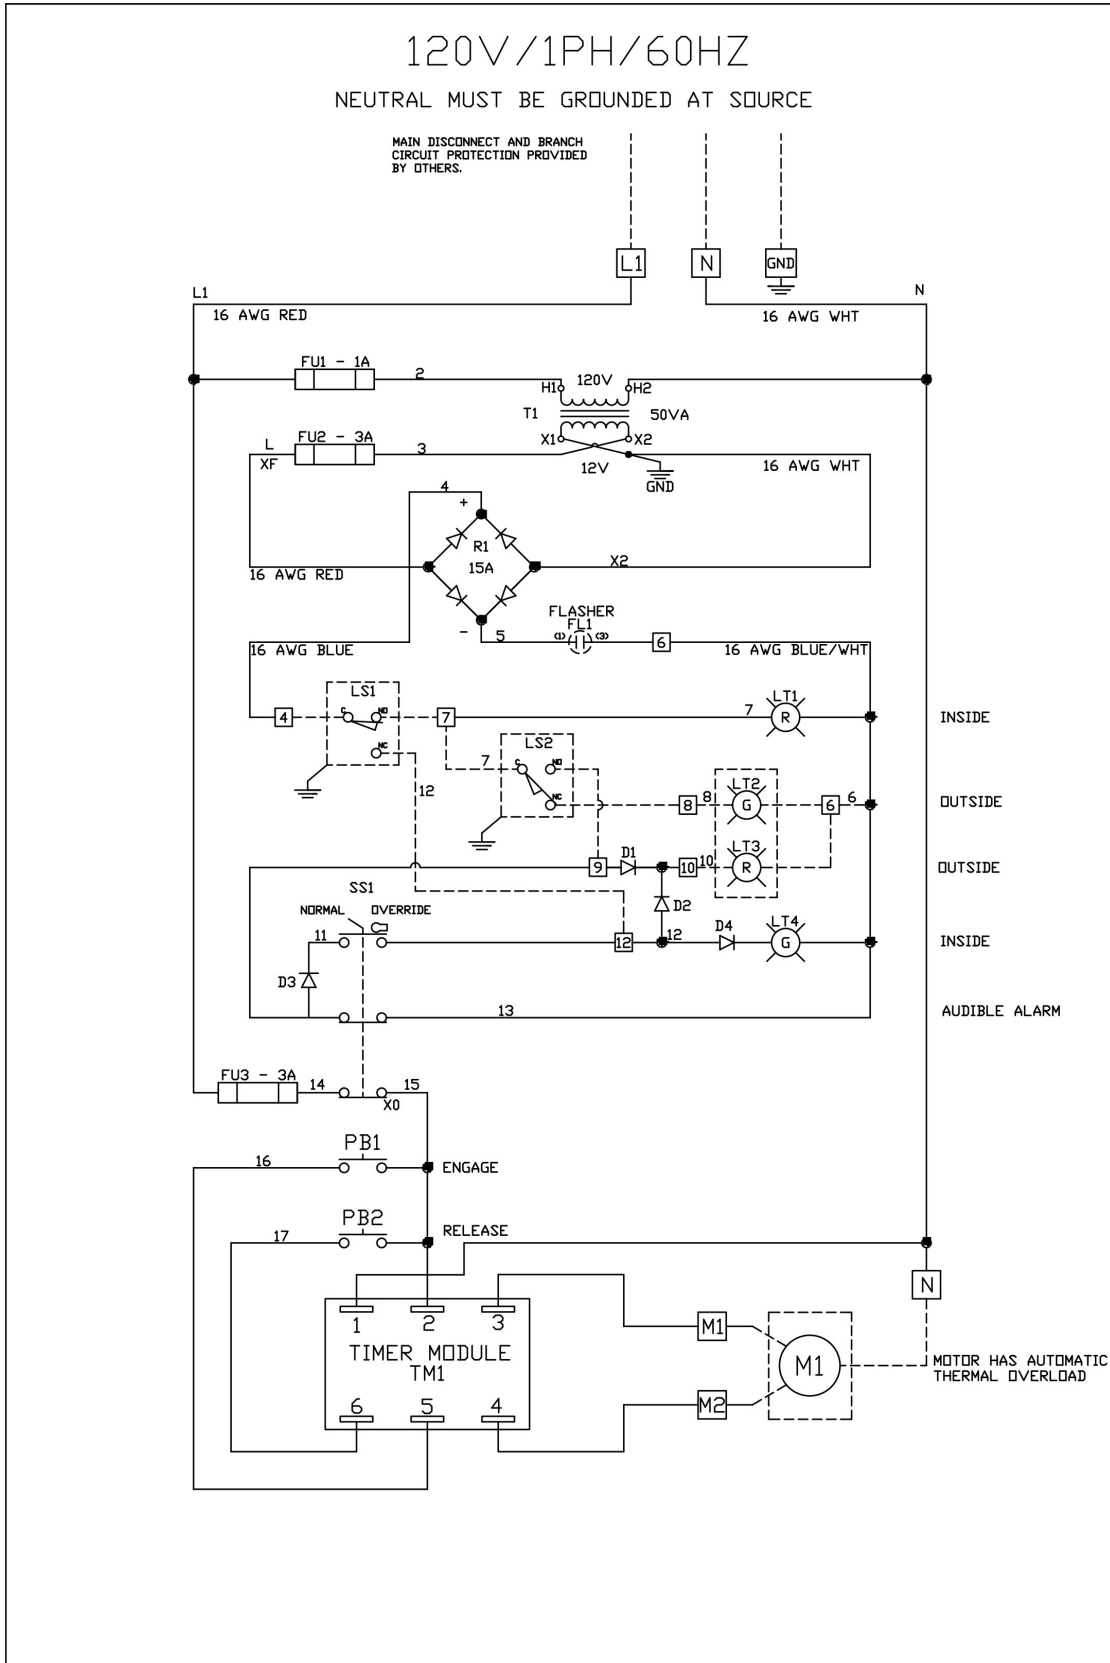 120V/1PH/60HZ
NEUTRAL MUST BE GROUNDED AT SOURCE
MAIN DISCONNECT AND BRANCH
CIRCUIT PROTECTION PROVIDED
BY OTHERS.
L1
N
GND
L1
N
16 AWG RED
16 AWG WHT
FU1 - 1A
2
H1
120V
H2
T1
50VA
L
XF
FU2 - 3A
3
X1
X2
12V
16 AWG WHT
GND
4
+
R1
15A
16 AWG RED
X2
-
5
FLASHER
FL1
(1)
(3)
6
16 AWG BLUE
16 AWG BLUE/WHT
LS1
4
C
NO
NC
7
7
LT1
R
INSIDE
LS2
7
C
NO
NC
12
8
8
LT2
G
6
6
OUTSIDE
LT3
R
9
D1
10
10
OUTSIDE
SS1
NORMAL
OVERRIDE
D2
11
12
12
D4
LT4
G
INSIDE
D3
13
AUDIBLE ALARM
FU3 - 3A
14
15
X0
PB1
16
ENGAGE
PB2
17
RELEASE
N
1
2
3
TIMER MODULE
TM1
6
5
4
M1
M2
M1
MOTOR HAS AUTOMATIC
THERMAL OVERLOAD